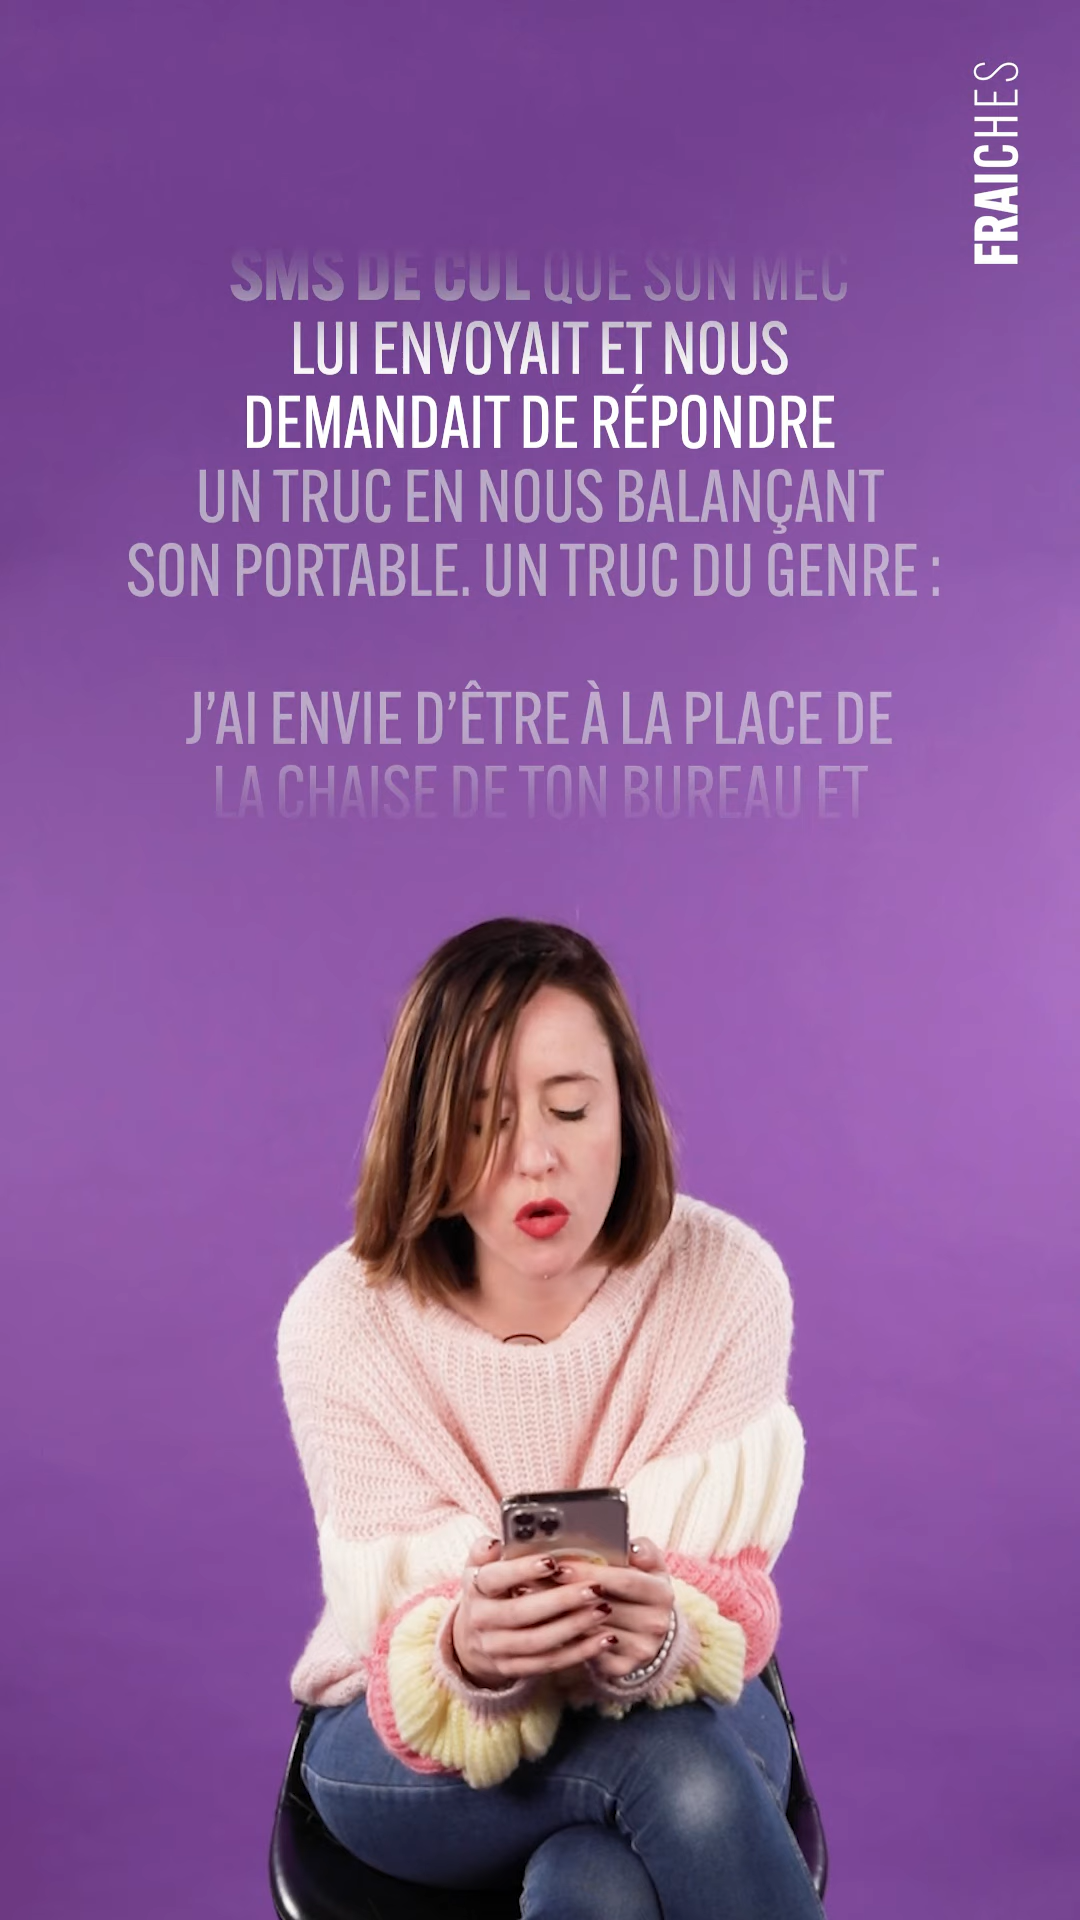 FRAICHES
SMS DE CUL QUE SON MEC
LUI ENVOYAIT ET NOUS
DEMANDAIT DE RÉPONDRE
UN TRUC EN NOUS BALANÇANT
SON PORTABLE. UN TRUC DU GENRE :
J’AI ENVIE D’ÊTRE À LA PLACE DE
LA CHAISE DE TON BUREAU ET